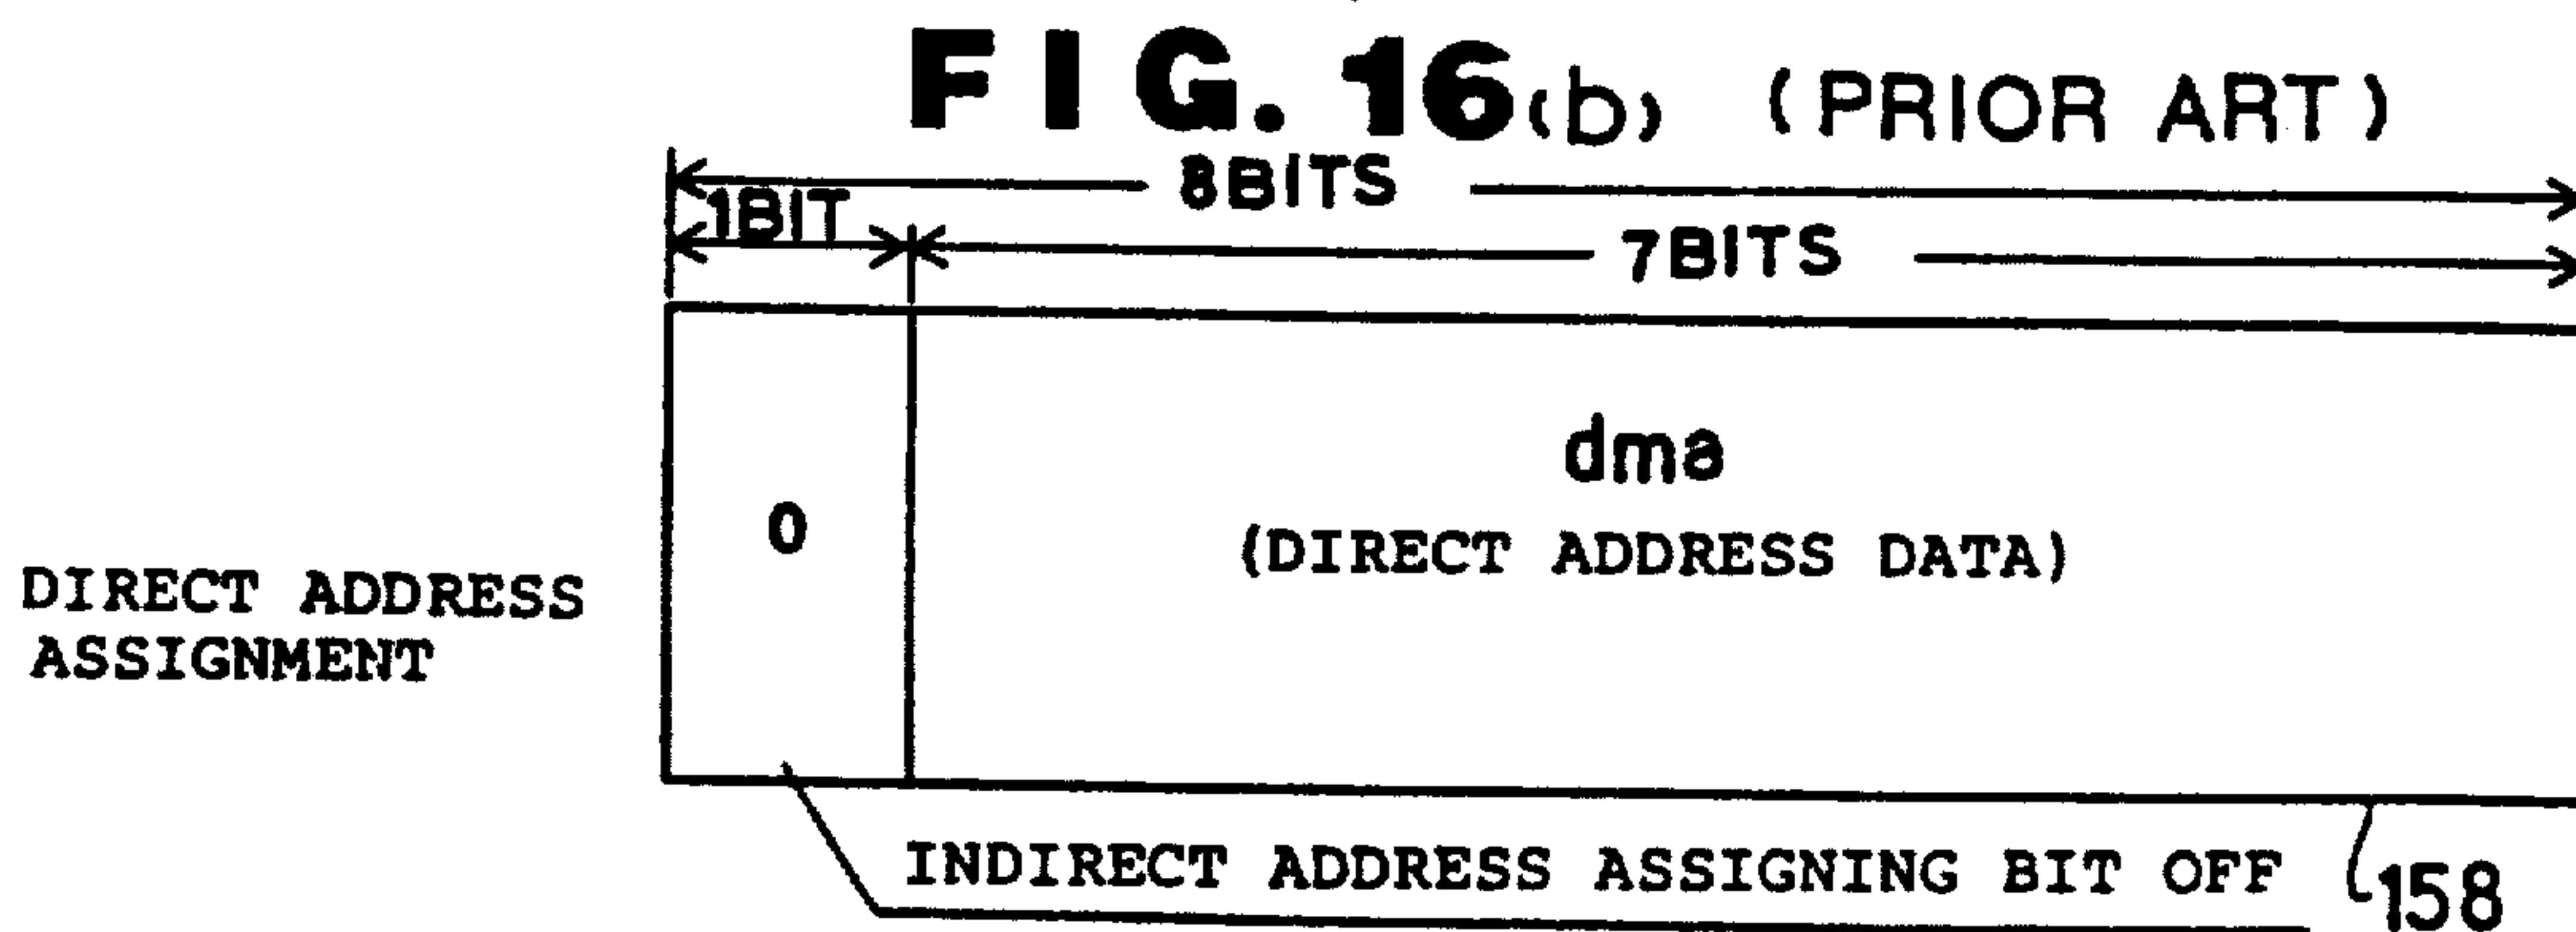 FIG. 16(b) (PRIOR ART)
8BITS
1BIT
7BITS
0
dma
(DIRECT ADDRESS DATA)
DIRECT ADDRESS
ASSIGNMENT
INDIRECT ADDRESS ASSIGNING BIT OFF
158